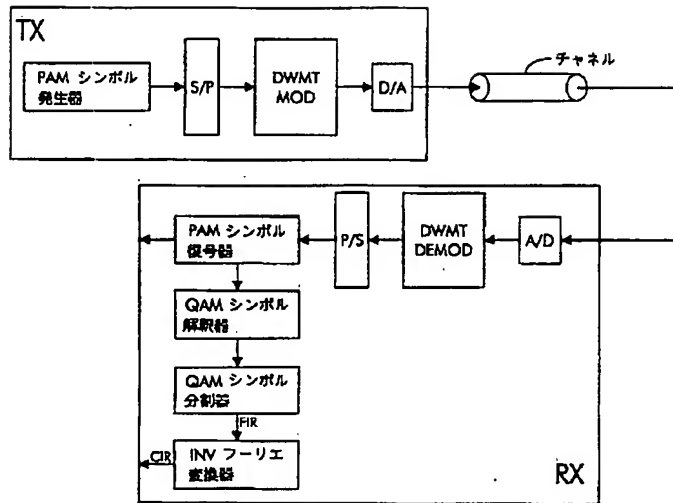 TX
PAM シンボル
発生器
S/P
DWMT
MOD
D/A
チャネル
PAM シンボル
復号器
P/S
DWMT
DEMOD
A/D
QAM シンボル
解釈器
QAM シンボル
分割器
FIR
CIR
INV フーリエ
変換器
RX